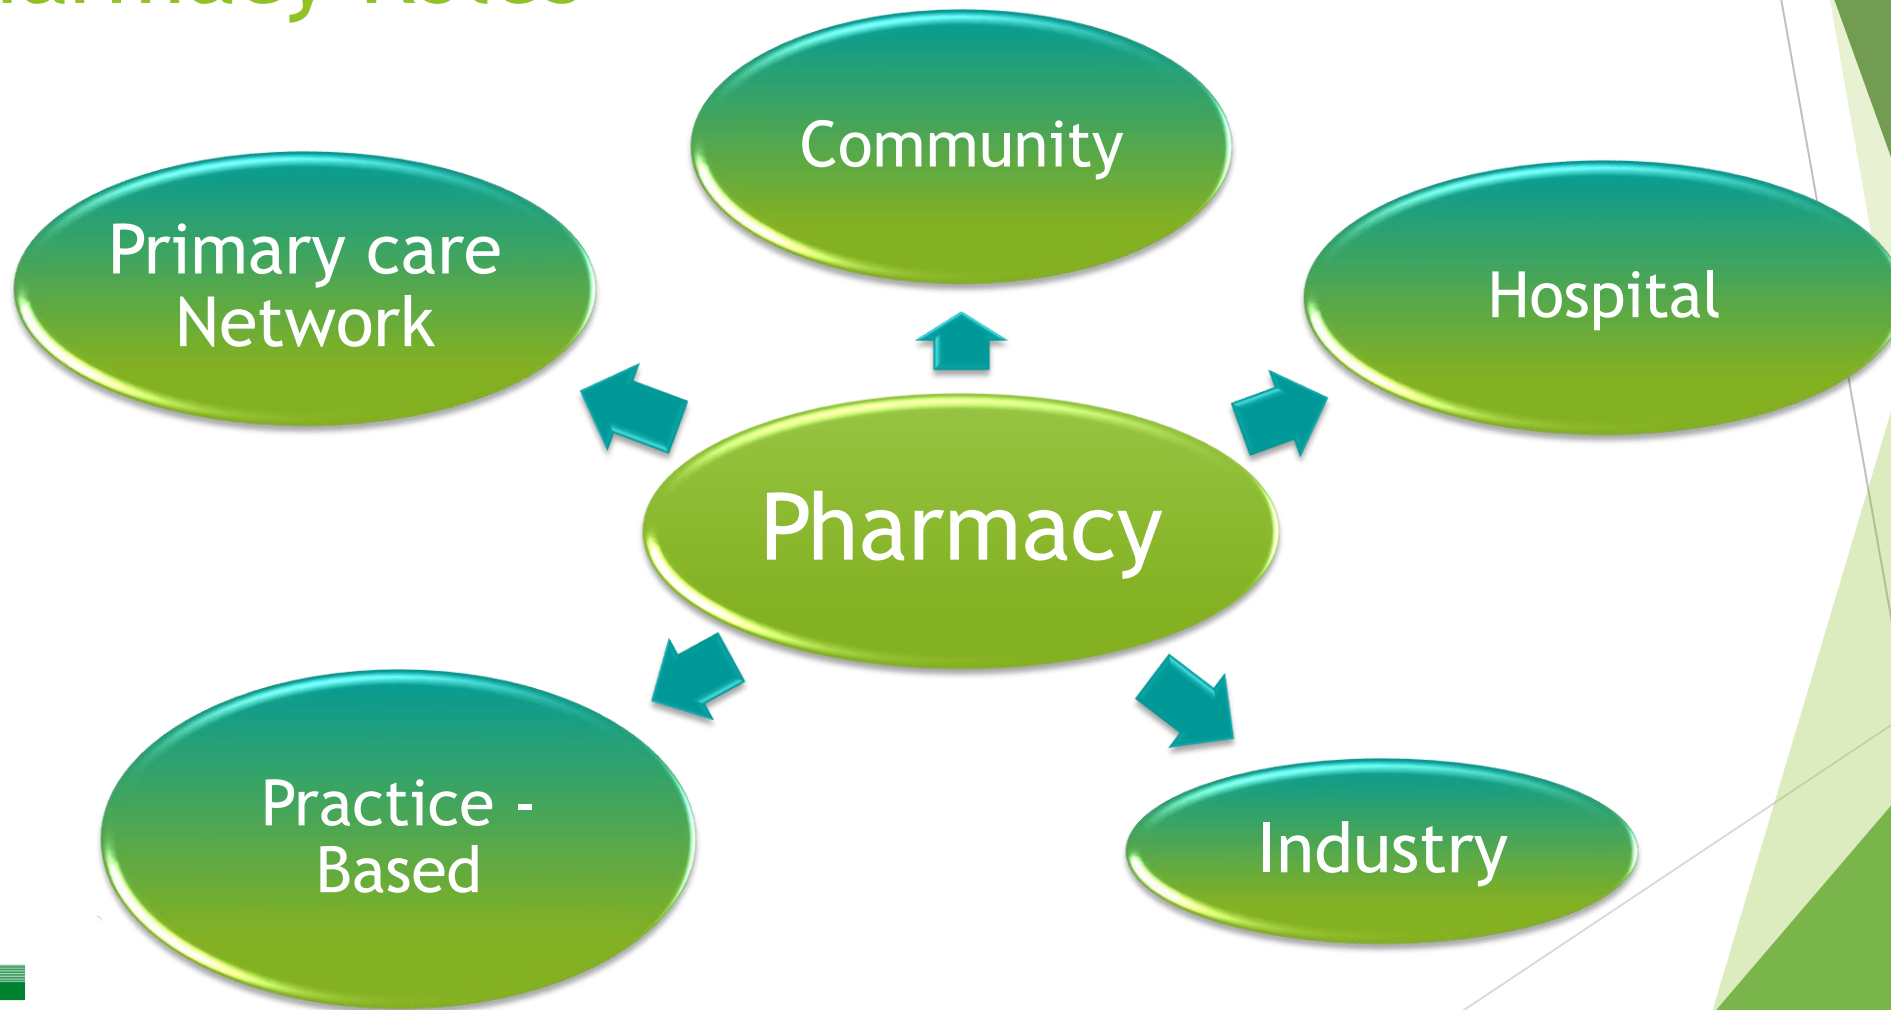 Community
Primary care
Network
Hospital
Pharmacy
Practice -
Based
Industry